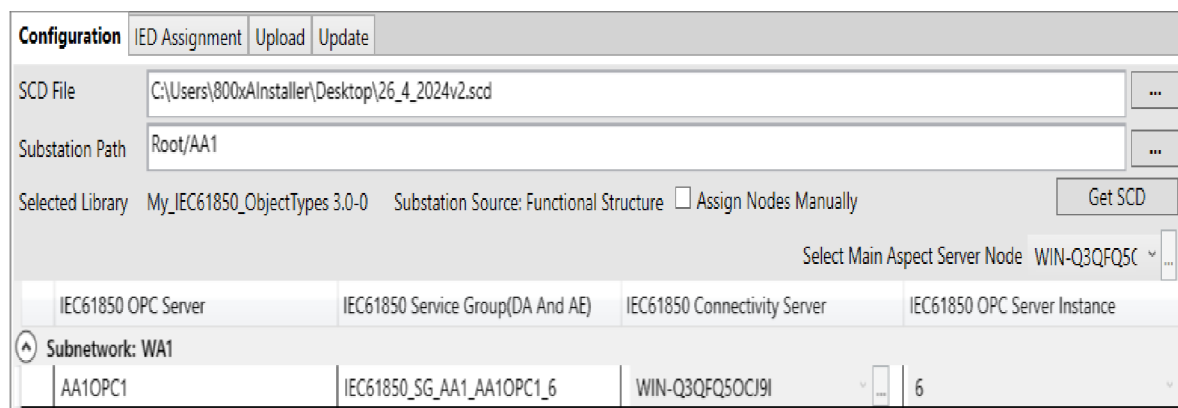 Configuration IED Assignment Upload Update
SCD File C:\Users\800xAInstaller\Desktop\26_4_2024v2.scd ...
Substation Path Root/AA1 ...
Selected Library My_IEC61850_ObjectTypes 3.0-0 Substation Source: Functional Structure Assign Nodes Manually Get SCD
Select Main Aspect Server Node WIN-Q3QFQ5( ...
IEC61850 OPC Server IEC61850 Service Group(DA And AE) IEC61850 Connectivity Server IEC61850 OPC Server Instance
Subnetwork: WA1
AA1OPC1 IEC61850_SG_AA1_AA1OPC1_6 WIN-Q3QFQ5OCJ9I ... 6